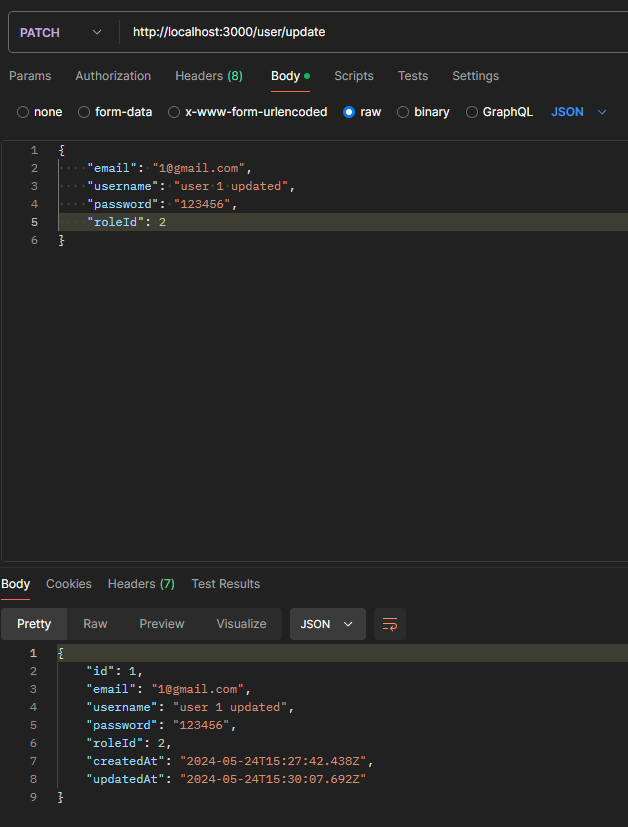 PATCH http://localhost:3000/user/update
Params Authorization Headers (8) Body Scripts Tests Settings
none form-data x-www-form-urlencoded raw binary GraphQL JSON
1 {
2 "email": "1@gmail.com",
3 "username": "user 1 updated",
4 "password": "123456",
5 "roleId": 2
6 }
Body Cookies Headers (7) Test Results
Pretty Raw Preview Visualize JSON
1 {
2 "id": 1,
3 "email": "1@gmail.com",
4 "username": "user 1 updated",
5 "password": "123456",
6 "roleId": 2,
7 "createdAt": "2024-05-24T15:27:42.438Z",
8 "updatedAt": "2024-05-24T15:30:07.692Z"
9 }